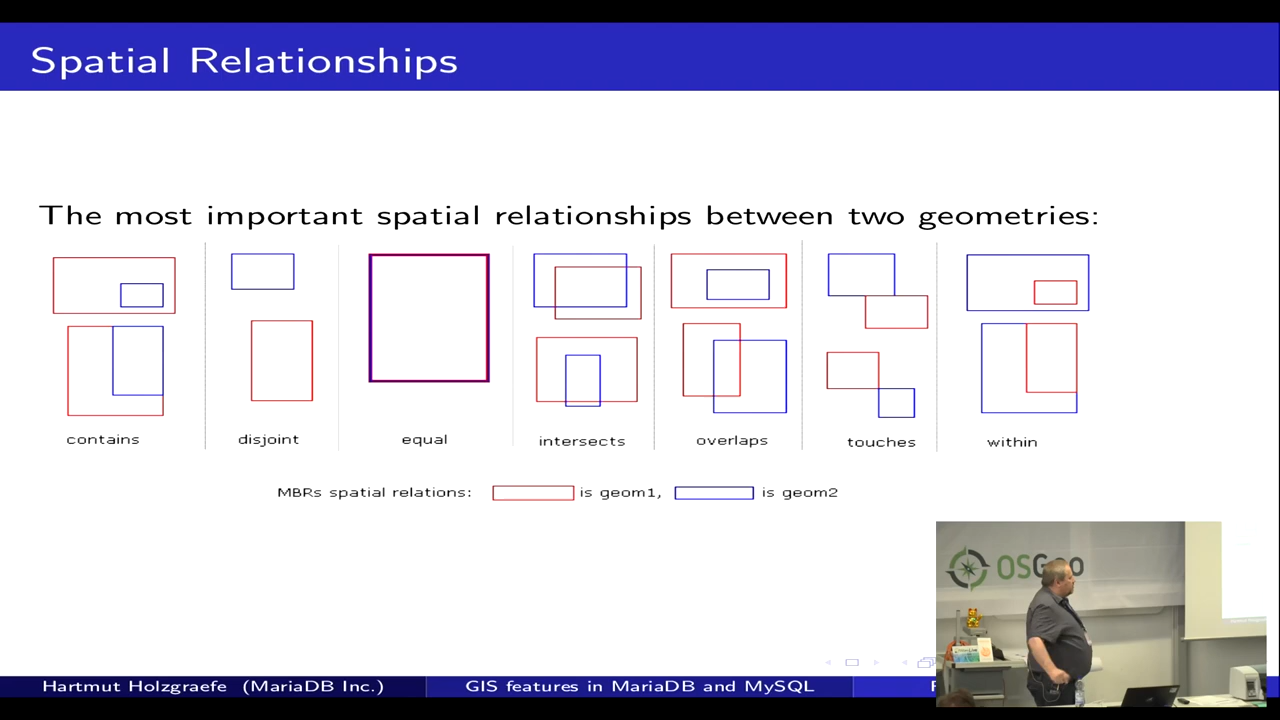 Spatial Relationships
The most important spatial relationships between two geometries:
contains disjoint equal intersects overlaps touches within
MBRs spatial relations: is geom1, is geom2
OSGeo
Hartmut Holzgraefe (MariaDB Inc.) GIS features in MariaDB and MySQL F